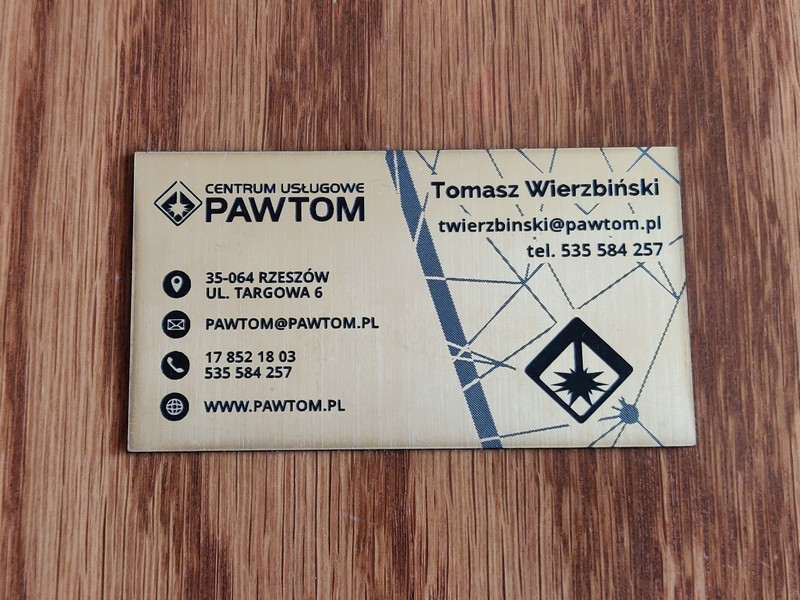 CENTRUM USŁUGOWE
PAWTOM
35-064 RZESZÓW
UL. TARGOWA 6
PAWTOM@PAWTOM.PL
17 852 18 03
535 584 257
WWW.PAWTOM.PL
Tomasz Wierzbiński
twierzbinski@pawtom.pl
tel. 535 584 257